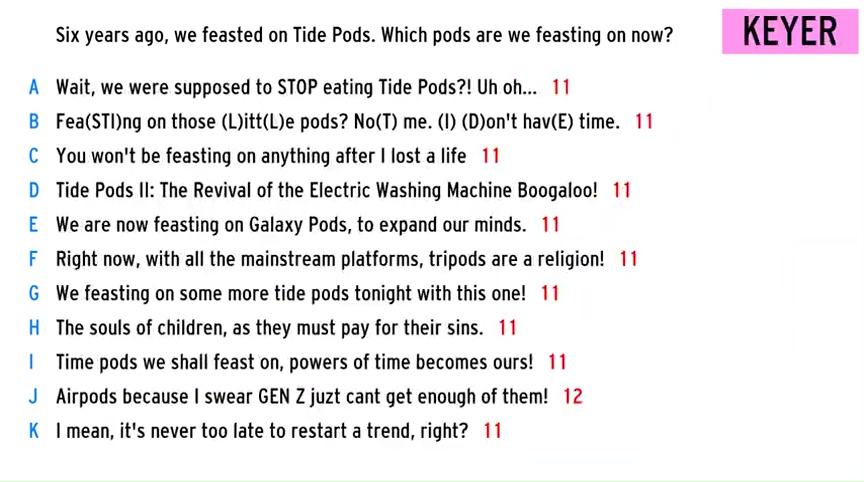 Six years ago, we feasted on Tide Pods. Which pods are we feasting on now?
KEYER
A Wait, we were supposed to STOP eating Tide Pods?! Uh oh... 11
B Fea(STI)ng on those (L)itt(L)e pods? No(T) me. (I) (D)on't hav(E) time. 11
C You won't be feasting on anything after I lost a life 11
D Tide Pods II: The Revival of the Electric Washing Machine Boogaloo! 11
E We are now feasting on Galaxy Pods, to expand our minds. 11
F Right now, with all the mainstream platforms, tripods are a religion! 11
G We feasting on some more tide pods tonight with this one! 11
H The souls of children, as they must pay for their sins. 11
I Time pods we shall feast on, powers of time becomes ours! 11
J Airpods because I swear GEN Z juzt cant get enough of them! 12
K I mean, it's never too late to restart a trend, right? 11